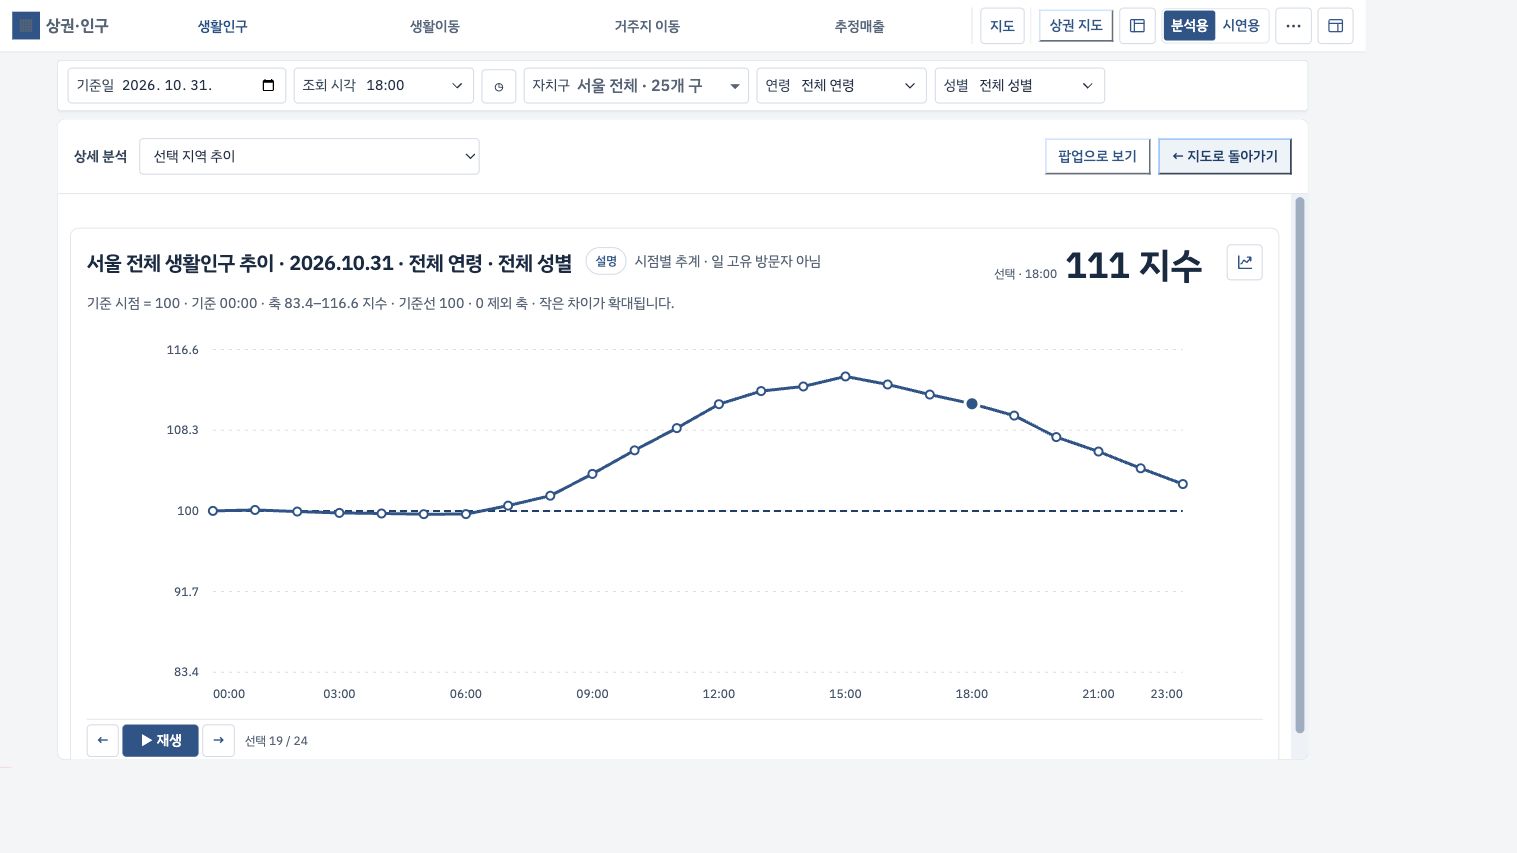 상권·인구 생활인구 생활이동 거주지 이동 추정매출 지도 상권 지도 분석용 시연용 ···
기준일 2026. 10. 31. 조회 시각 18:00 자치구 서울 전체 · 25개 구 연령 전체 연령 성별 전체 성별
상세 분석 선택 지역 추이 팝업으로 보기 ← 지도로 돌아가기
서울 전체 생활인구 추이 · 2026.10.31 · 전체 연령 · 전체 성별 설명 시점별 추계 · 일 고유 방문자 아님 선택 · 18:00 111 지수
기준 시점 = 100 · 기준 00:00 · 축 83.4–116.6 지수 · 기준선 100 · 0 제외 축 · 작은 차이가 확대됩니다.
116.6
108.3
100
91.7
83.4
00:00 03:00 06:00 09:00 12:00 15:00 18:00 21:00 23:00
← ▶ 재생 → 선택 19 / 24